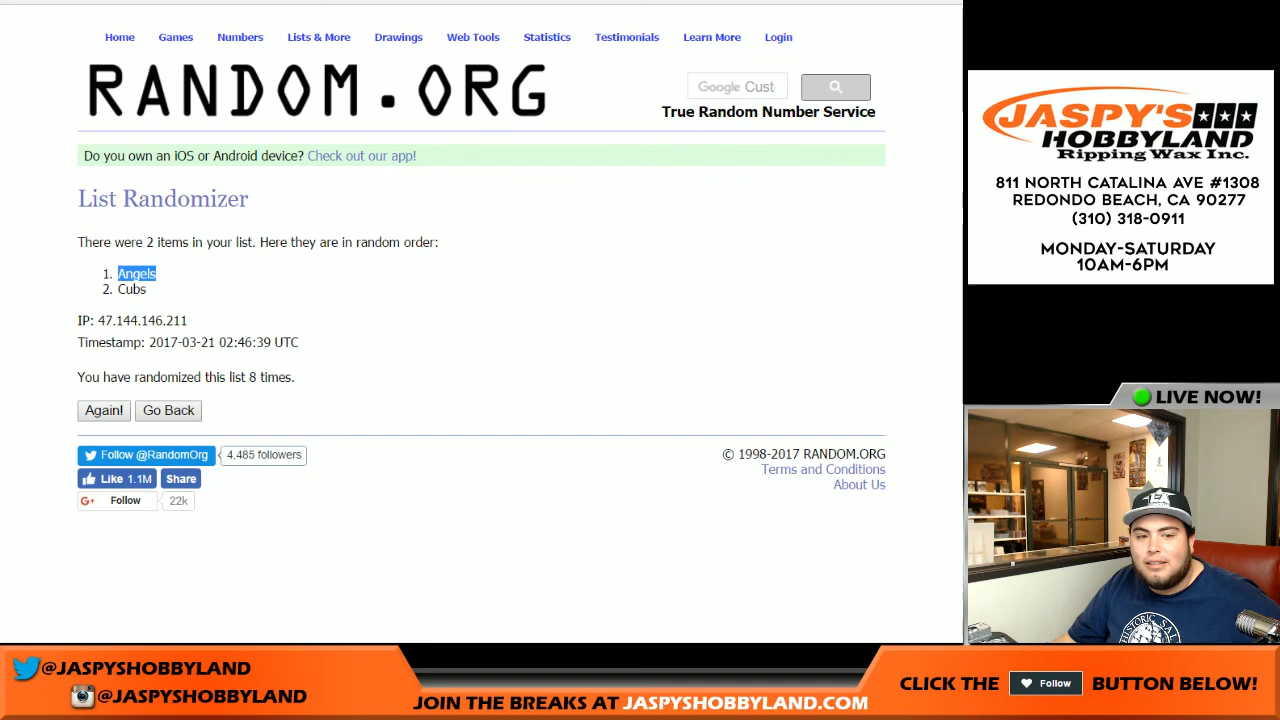 Home Games Numbers Lists & More Drawings Web Tools Statistics Testimonials Learn More Login
RANDOM.ORG
Google Cust
True Random Number Service
Do you own an iOS or Android device? Check out our app!
List Randomizer
There were 2 items in your list. Here they are in random order:
1. Angels
2. Cubs
IP: 47.144.146.211
Timestamp: 2017-03-21 02:46:39 UTC
You have randomized this list 8 times.
Again! Go Back
Follow @RandomOrg 4,485 followers
Like 1.1M Share
G+ Follow 22k
© 1998-2017 RANDOM.ORG
Terms and Conditions
About Us
JASPY'S
HOBBYLAND
Ripping Wax Inc.
811 NORTH CATALINA AVE #1308
REDONDO BEACH, CA 90277
(310) 318-0911
MONDAY-SATURDAY
10AM-6PM
LIVE NOW!
HISTORIC
@JASPYSHOBBYLAND
@JASPYSHOBBYLAND
JOIN THE BREAKS AT JASPYSHOBBYLAND.COM
CLICK THE Follow BUTTON BELOW!